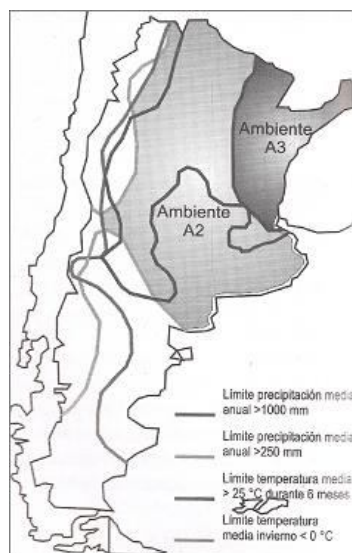 Ambiente
A3
Ambiente
A2
Límite precipitación media
anual >1000 mm
Límite precipitación media
anual >250 mm
Límite temperatura media
> 25 °C durante 6 meses
Límite temperatura
media invierno < 0 °C